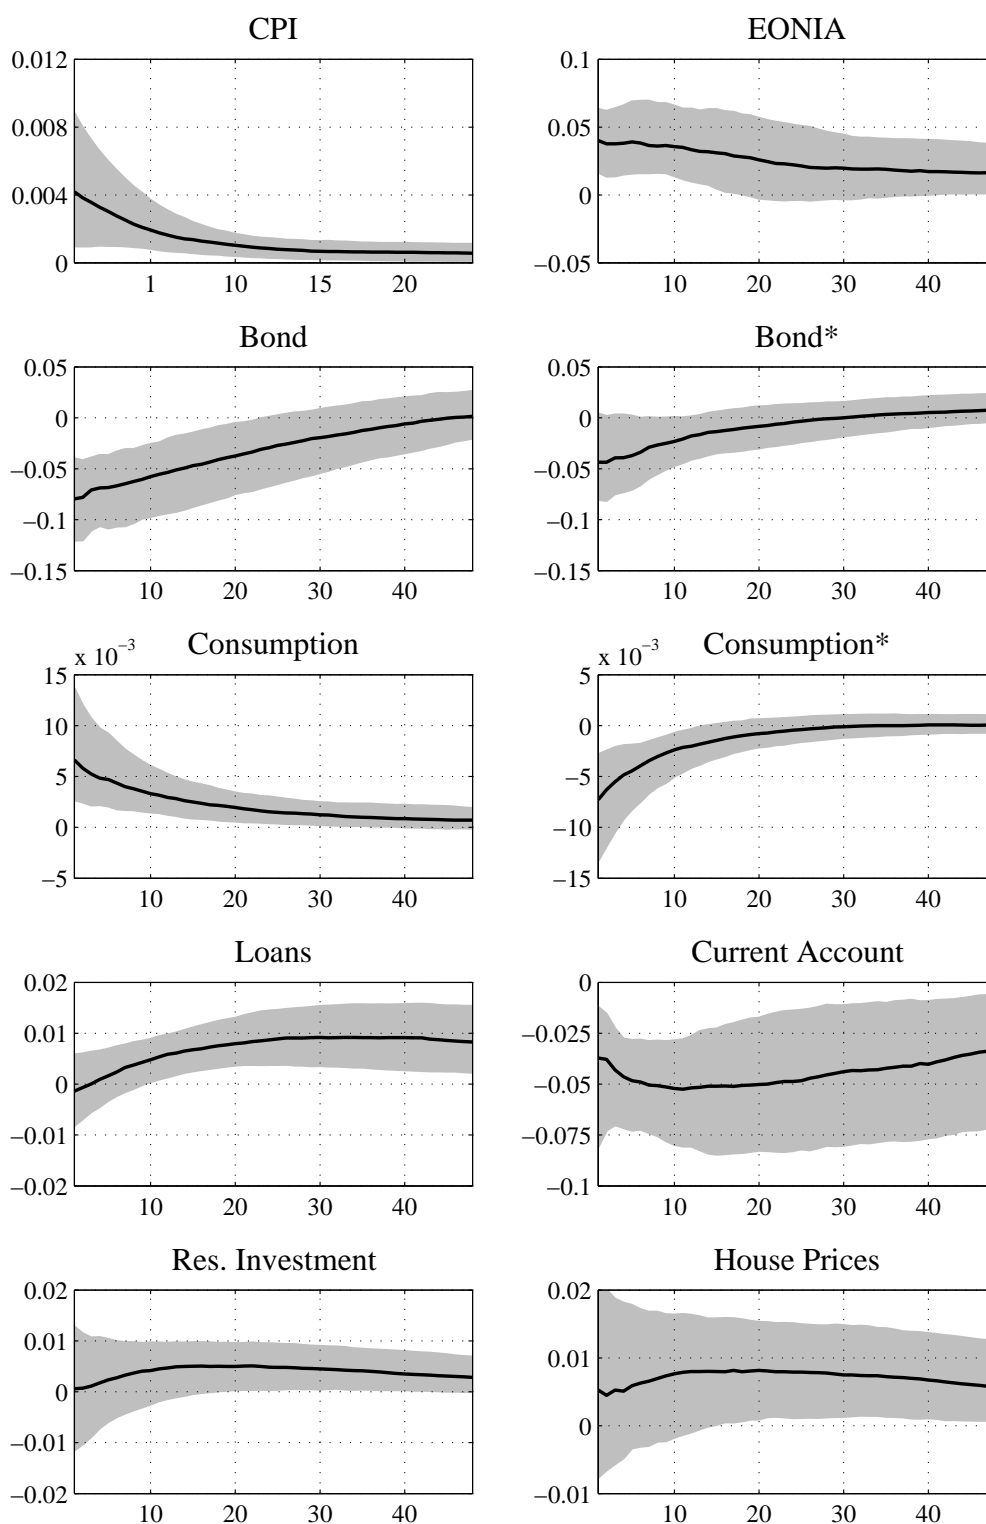 CPI
0.012
0.008
0.004
0
1 10 15 20
EONIA
0.1
0.05
0
−0.05
10 20 30 40
Bond
0.05
0
−0.05
−0.1
−0.15
10 20 30 40
Bond*
0.05
0
−0.05
−0.1
−0.15
10 20 30 40
Consumption
x 10−3
15
10
5
0
−5
10 20 30 40
Consumption*
x 10−3
5
0
−5
−10
−15
10 20 30 40
Loans
0.02
0.01
0
−0.01
−0.02
10 20 30 40
Current Account
0
−0.025
−0.05
−0.075
−0.1
10 20 30 40
Res. Investment
0.02
0.01
0
−0.01
−0.02
10 20 30 40
House Prices
0.02
0.01
0
−0.01
10 20 30 40